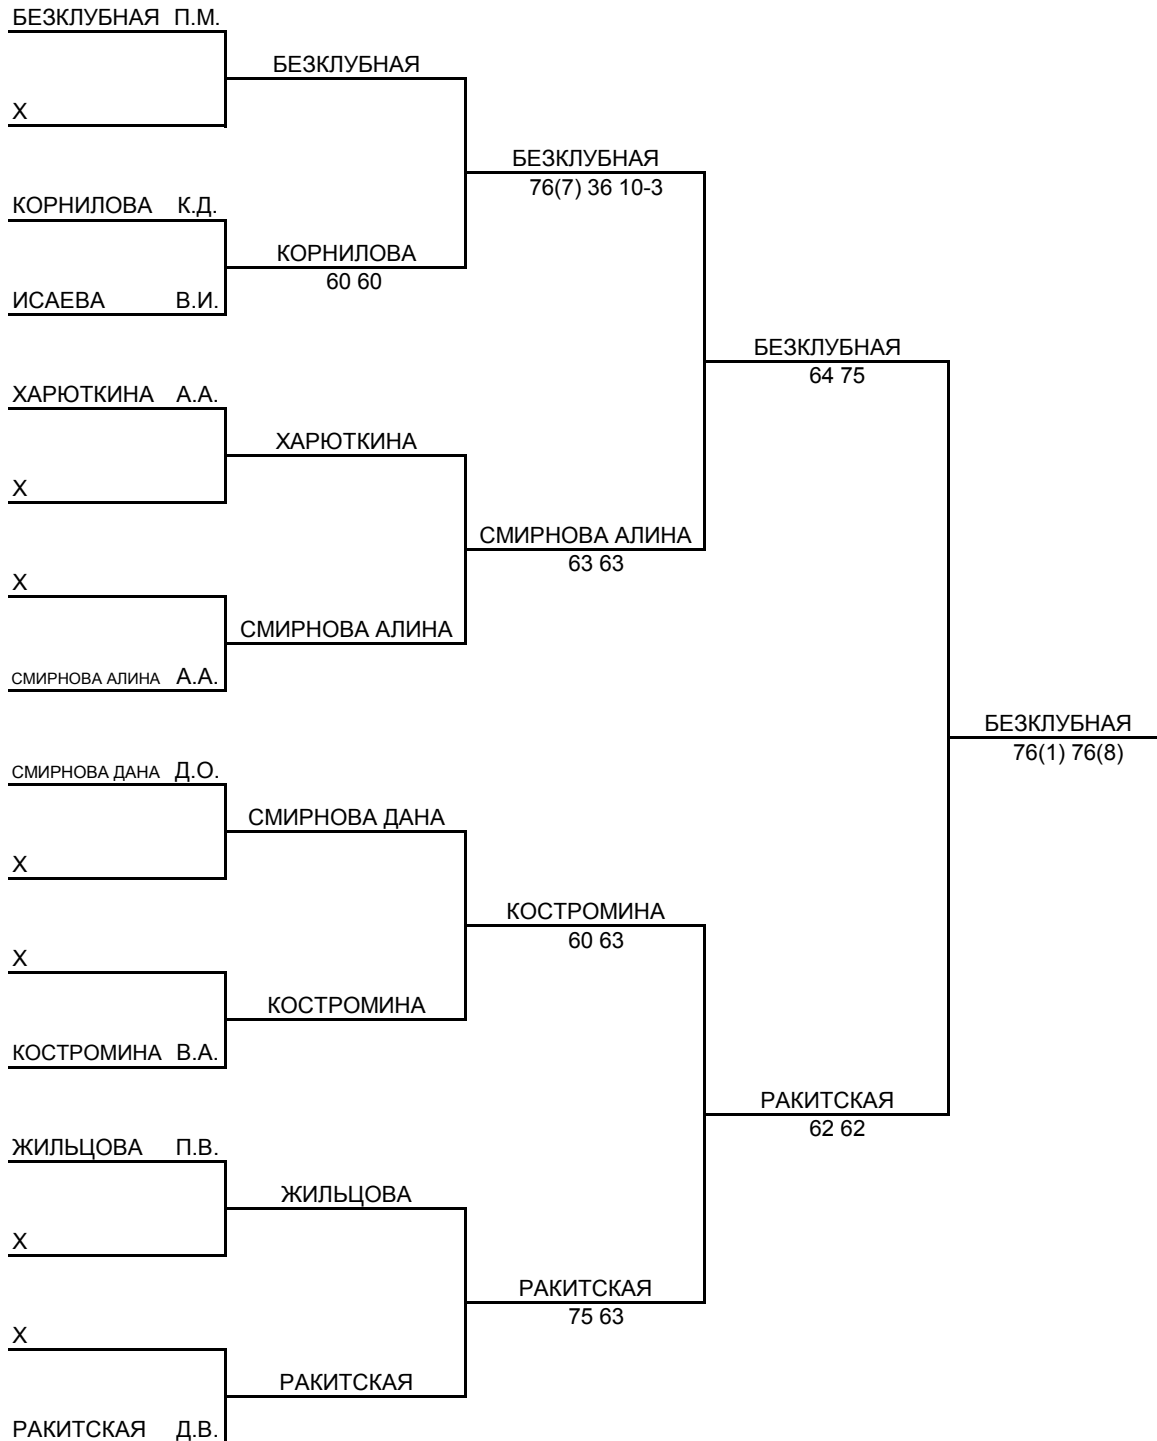 БЕЗКЛУБНАЯ П.М.
БЕЗКЛУБНАЯ
X
БЕЗКЛУБНАЯ
76(7) 36 10-3
КОРНИЛОВА К.Д.
КОРНИЛОВА
60 60
ИСАЕВА В.И.
БЕЗКЛУБНАЯ
64 75
ХАРЮТКИНА А.А.
ХАРЮТКИНА
X
СМИРНОВА АЛИНА
63 63
X
СМИРНОВА АЛИНА
СМИРНОВА АЛИНА А.А.
БЕЗКЛУБНАЯ
76(1) 76(8)
СМИРНОВА ДАНА Д.О.
СМИРНОВА ДАНА
X
КОСТРОМИНА
60 63
X
КОСТРОМИНА
КОСТРОМИНА В.А.
РАКИТСКАЯ
62 62
ЖИЛЬЦОВА П.В.
ЖИЛЬЦОВА
X
РАКИТСКАЯ
75 63
X
РАКИТСКАЯ
РАКИТСКАЯ Д.В.